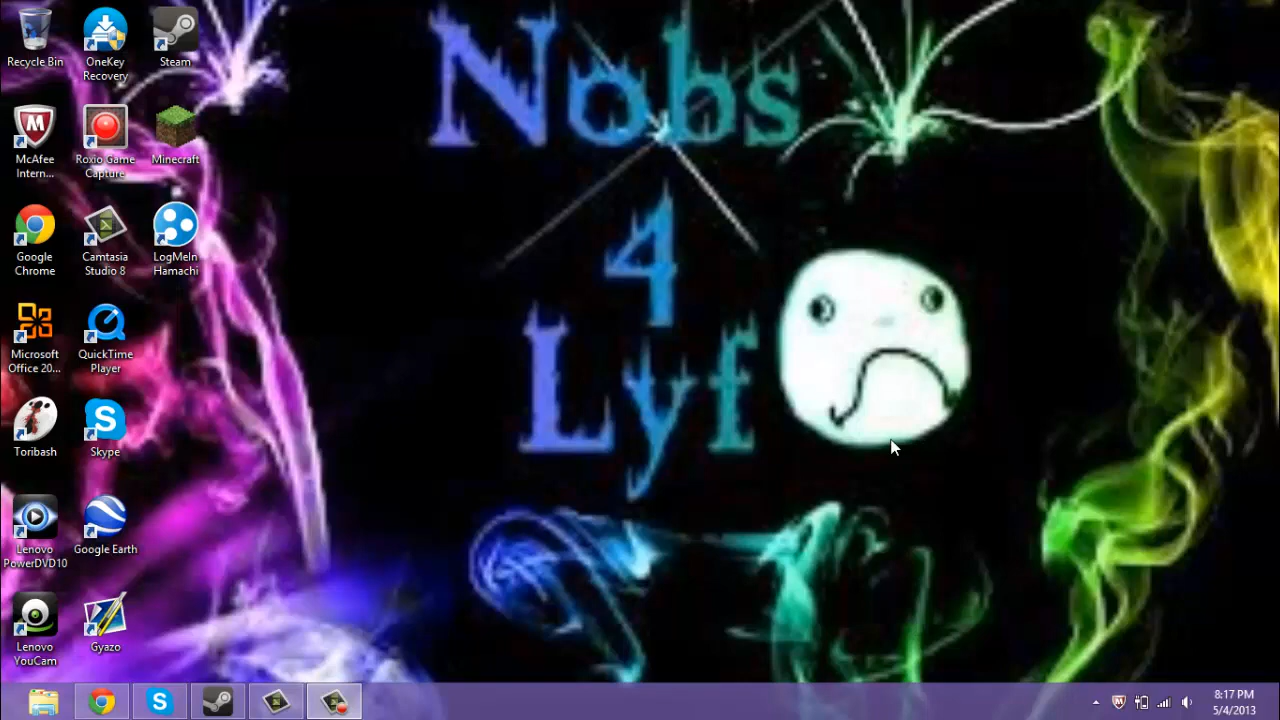 Nobs
4
Lyf
Recycle Bin
OneKey
Recovery
Steam
McAfee
Intern...
Roxio Game
Capture
Minecraft
Google
Chrome
Camtasia
Studio 8
LogMeIn
Hamachi
Microsoft
Office 20...
QuickTime
Player
Toribash
Skype
Lenovo
PowerDVD10
Google Earth
Lenovo
YouCam
Gyazo
8:17 PM
5/4/2013